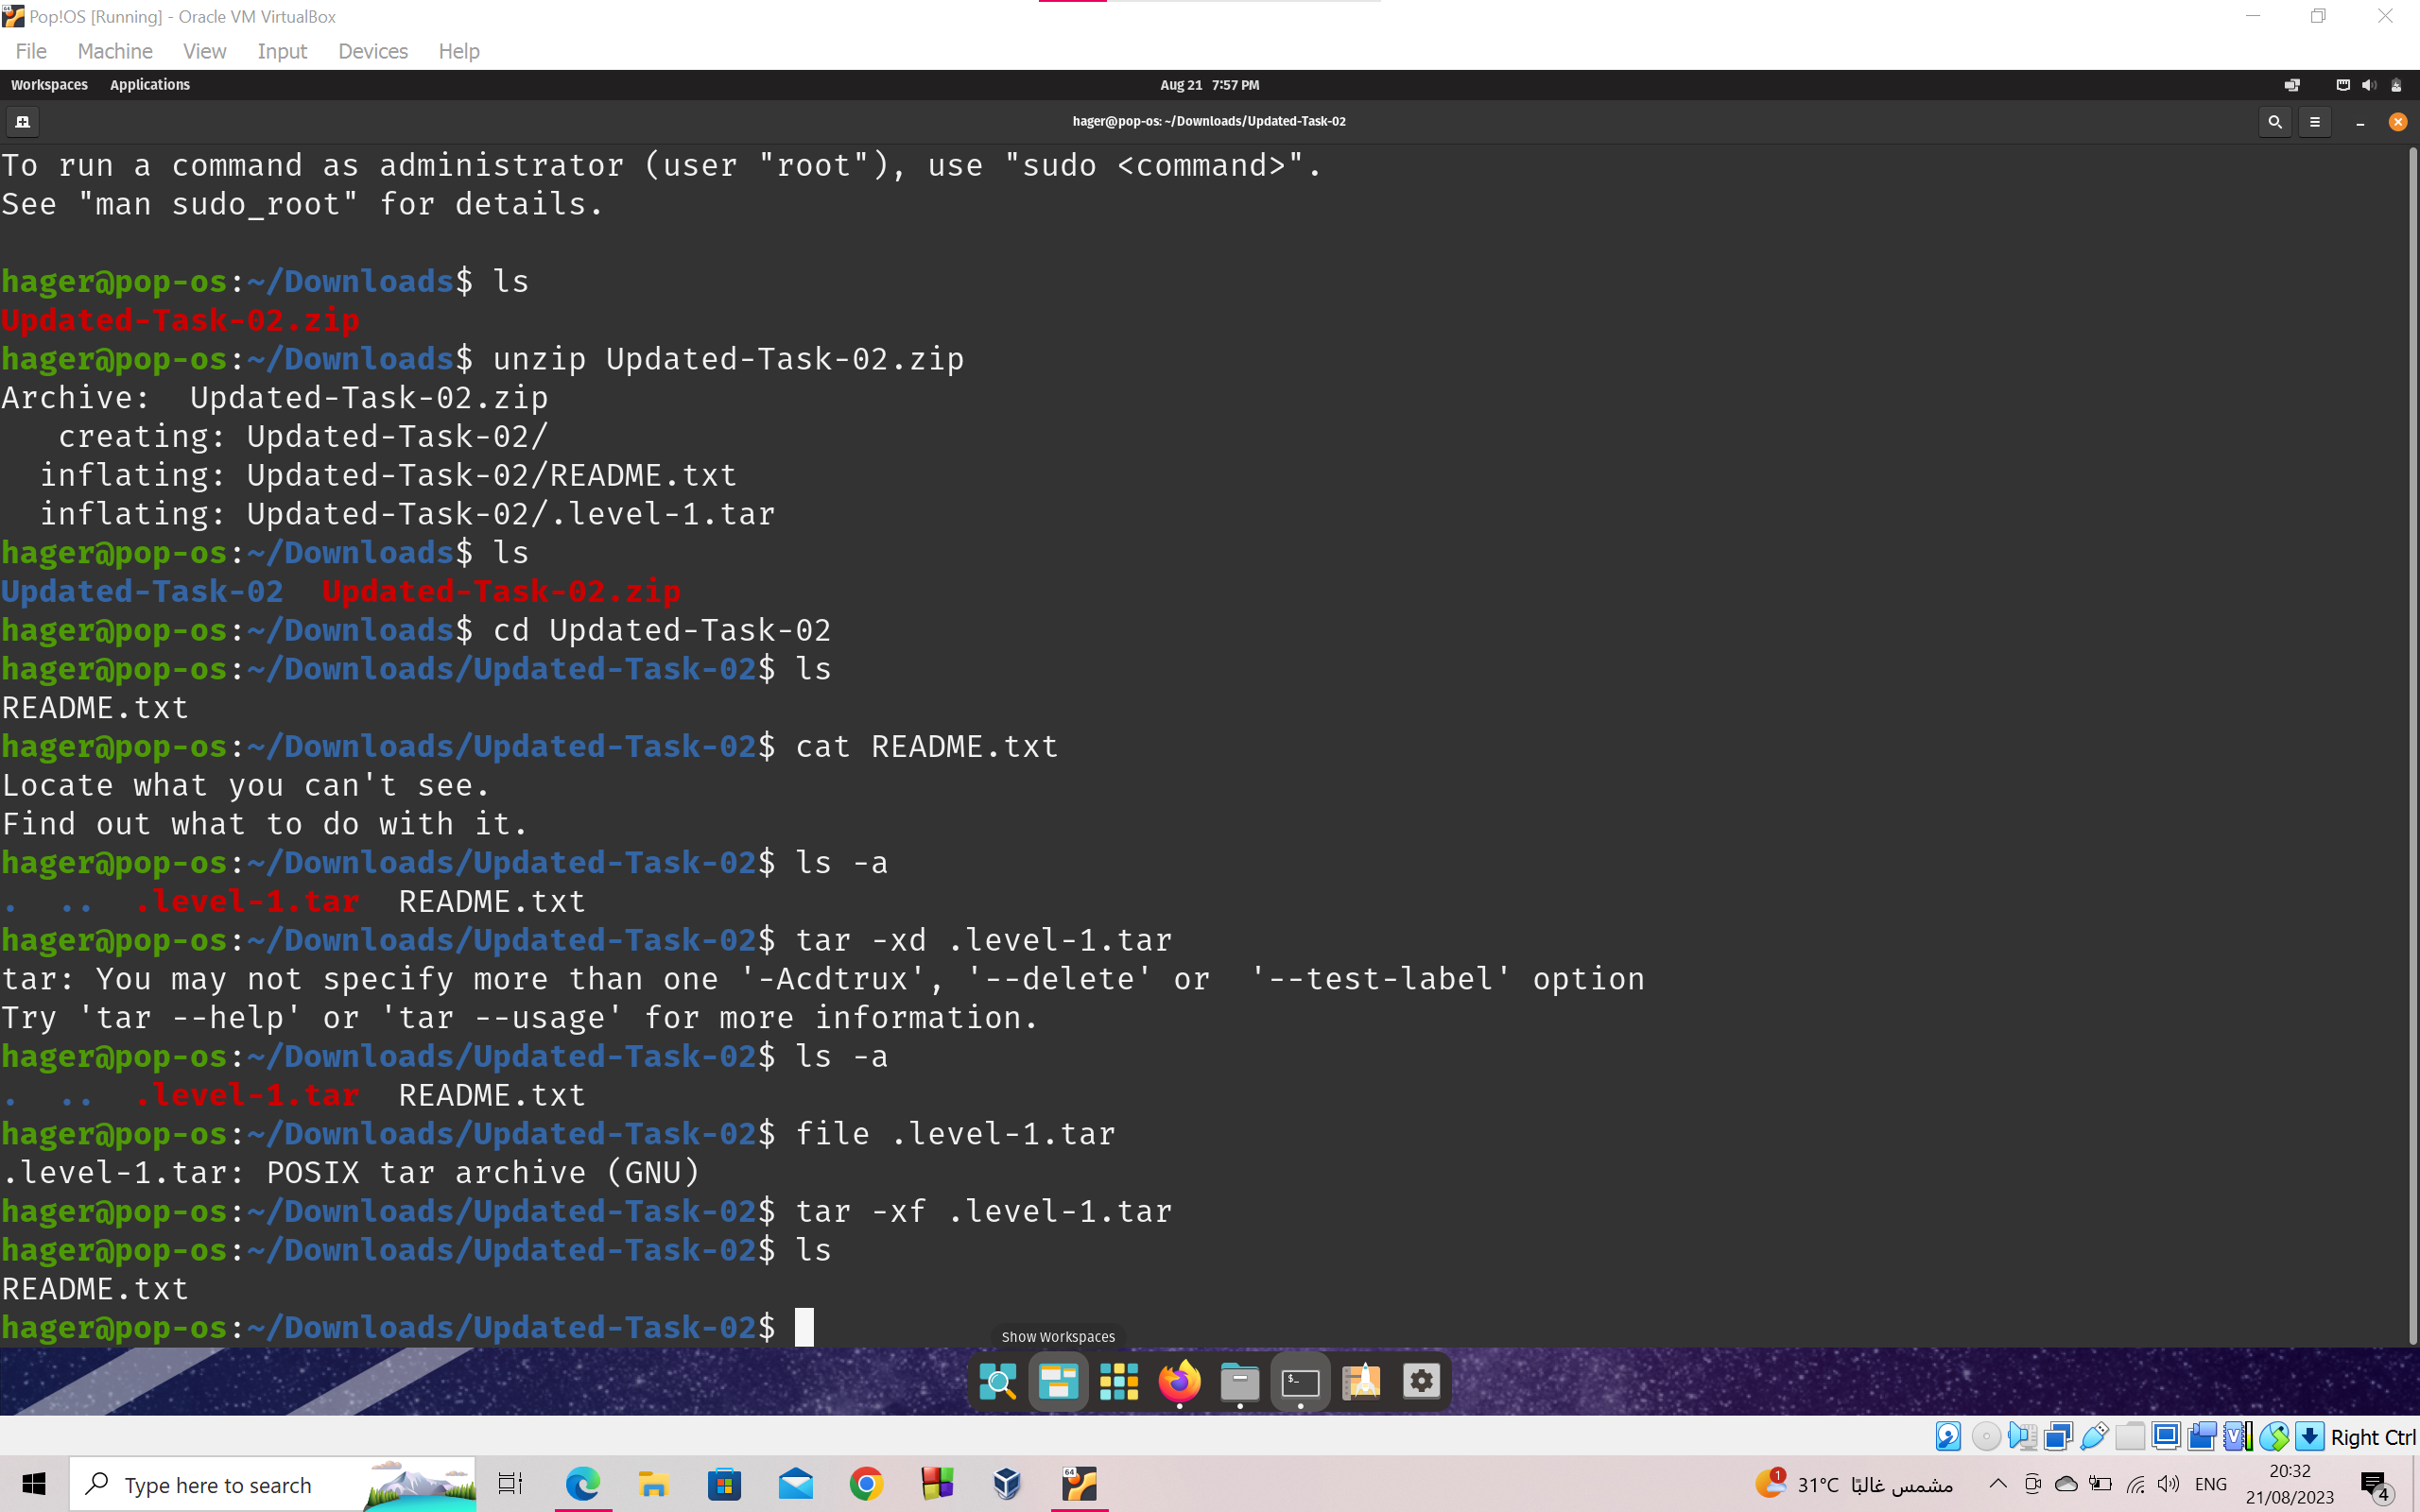 Pop!OS [Running] - Oracle VM VirtualBox
File Machine View Input Devices Help
Workspaces Applications Aug 21 7:57 PM
hager@pop-os: ~/Downloads/Updated-Task-02
To run a command as administrator (user "root"), use "sudo <command>".
See "man sudo_root" for details.
hager@pop-os:~/Downloads$ ls
Updated-Task-02.zip
hager@pop-os:~/Downloads$ unzip Updated-Task-02.zip
Archive:  Updated-Task-02.zip
   creating: Updated-Task-02/
  inflating: Updated-Task-02/README.txt
  inflating: Updated-Task-02/.level-1.tar
hager@pop-os:~/Downloads$ ls
Updated-Task-02  Updated-Task-02.zip
hager@pop-os:~/Downloads$ cd Updated-Task-02
hager@pop-os:~/Downloads/Updated-Task-02$ ls
README.txt
hager@pop-os:~/Downloads/Updated-Task-02$ cat README.txt
Locate what you can't see.
Find out what to do with it.
hager@pop-os:~/Downloads/Updated-Task-02$ ls -a
.  ..  .level-1.tar  README.txt
hager@pop-os:~/Downloads/Updated-Task-02$ tar -xd .level-1.tar
tar: You may not specify more than one '-Acdtrux', '--delete' or  '--test-label' option
Try 'tar --help' or 'tar --usage' for more information.
hager@pop-os:~/Downloads/Updated-Task-02$ ls -a
.  ..  .level-1.tar  README.txt
hager@pop-os:~/Downloads/Updated-Task-02$ file .level-1.tar
.level-1.tar: POSIX tar archive (GNU)
hager@pop-os:~/Downloads/Updated-Task-02$ tar -xf .level-1.tar
hager@pop-os:~/Downloads/Updated-Task-02$ ls
README.txt
hager@pop-os:~/Downloads/Updated-Task-02$
Show Workspaces
Right Ctrl
Type here to search
1 31°C مشمس غالبًا ENG 20:32
21/08/2023 4